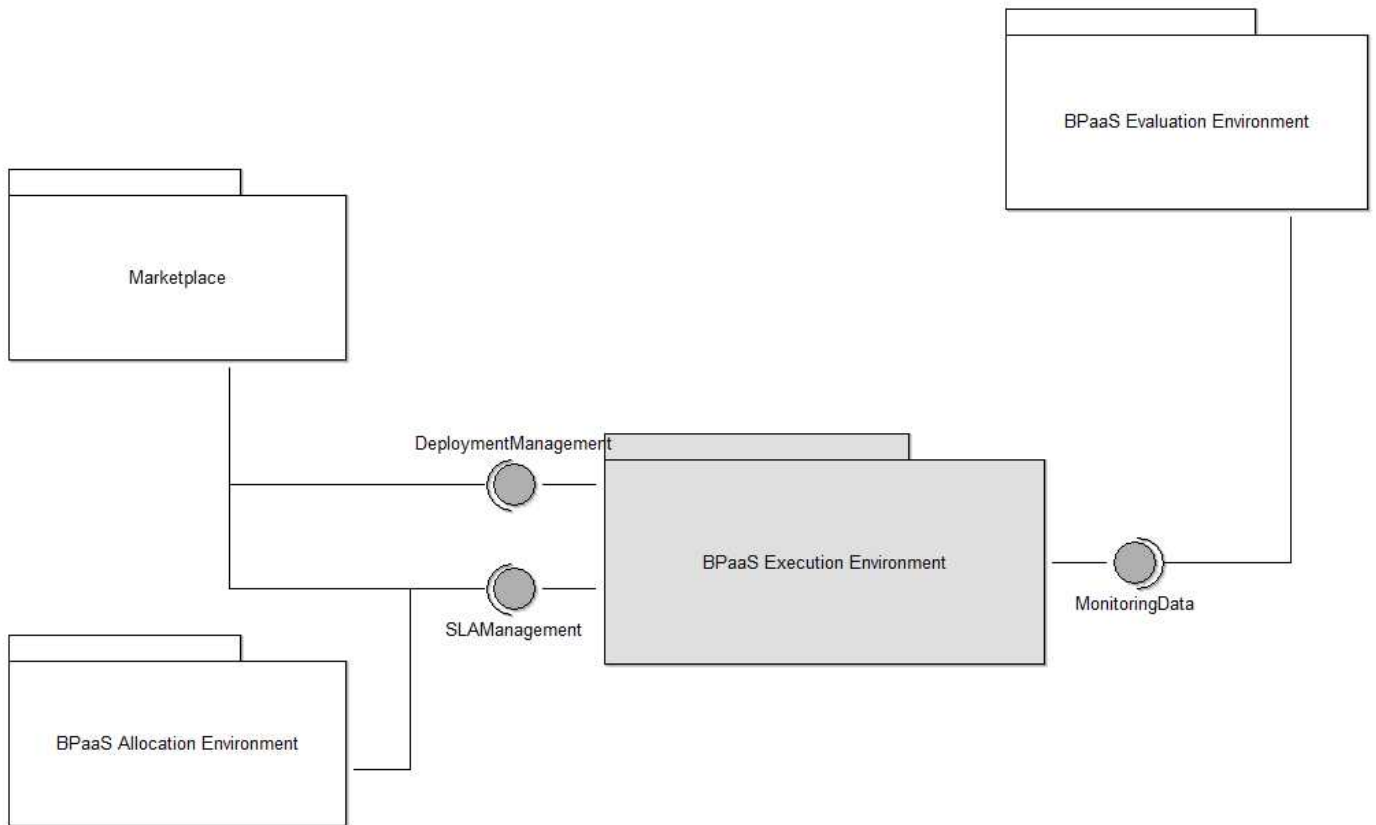 BPaaS Evaluation Environment
Marketplace
DeploymentManagement
BPaaS Execution Environment
MonitoringData
SLAManagement
BPaaS Allocation Environment